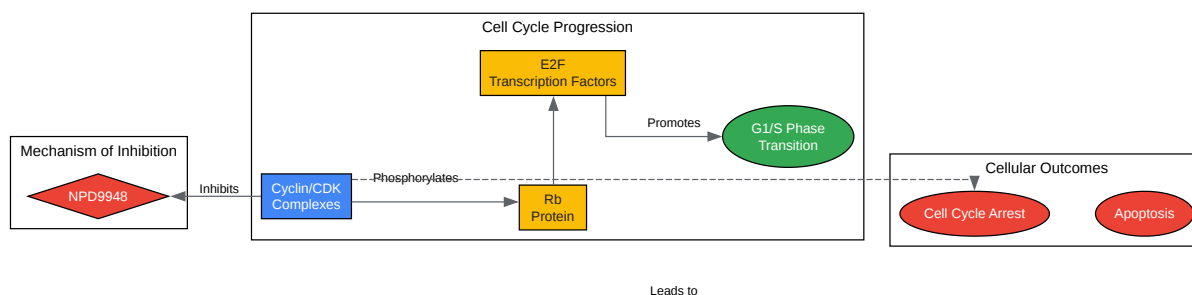 Cell Cycle Progression
E2F
Transcription Factors
Promotes
G1/S Phase
Transition
Mechanism of Inhibition
NPD9948
Inhibits
Cyclin/CDK
Complexes
Phosphorylates
Rb
Protein
Cellular Outcomes
Cell Cycle Arrest
Apoptosis
Leads to